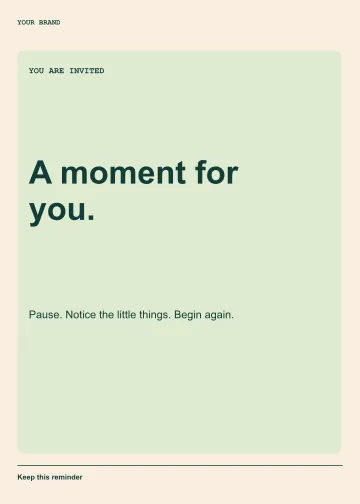 YOUR BRAND
YOU ARE INVITED
A moment for
you.
Pause. Notice the little things. Begin again.
Keep this reminder